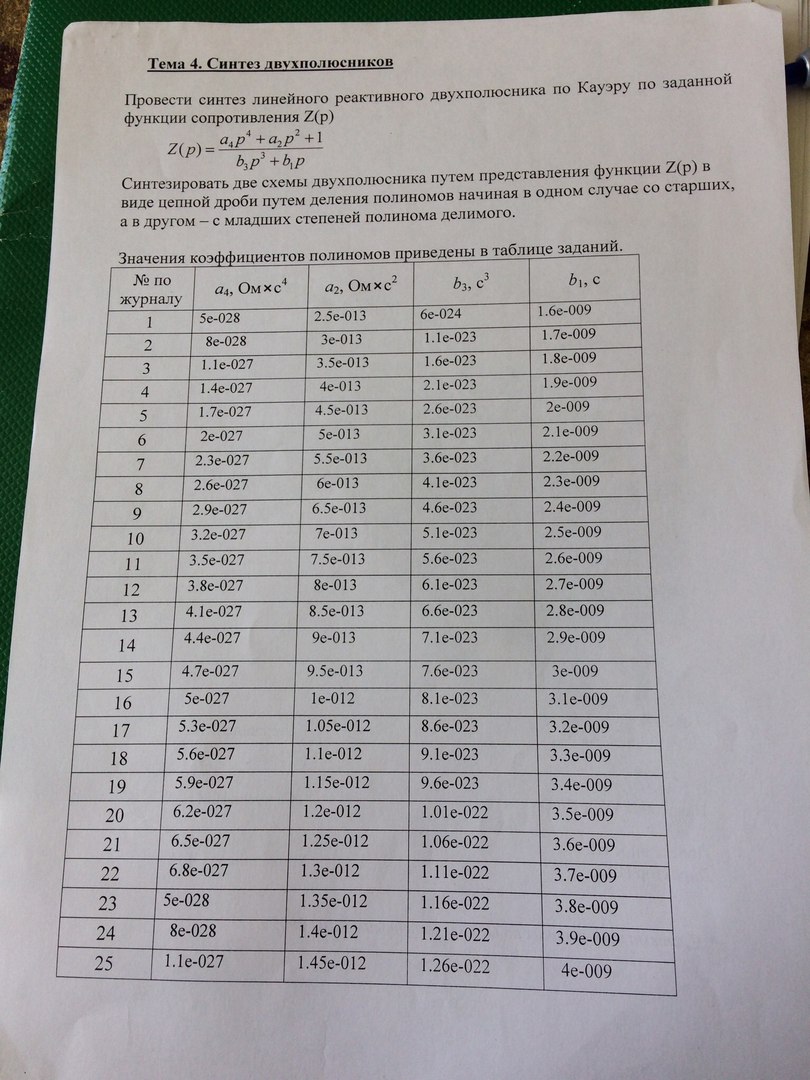 Тема 4. Синтез двухполюсников
Провести синтез линейного реактивного двухполюсника по Кауэру по заданной
функции сопротивления Z(p)
Z(p) = (a₄p⁴ + a₂p² + 1) / (b₃p³ + b₁p)
Синтезировать две схемы двухполюсника путем представления функции Z(p) в
виде цепной дроби путем деления полиномов начиная в одном случае со старших,
а в другом – с младших степеней полинома делимого.
Значения коэффициентов полиномов приведены в таблице заданий.
№ по журналу a₄, Ом×с⁴ a₂, Ом×с² b₃, с³ b₁, с
1 5e-028 2.5e-013 6e-024 1.6e-009
2 8e-028 3e-013 1.1e-023 1.7e-009
3 1.1e-027 3.5e-013 1.6e-023 1.8e-009
4 1.4e-027 4e-013 2.1e-023 1.9e-009
5 1.7e-027 4.5e-013 2.6e-023 2e-009
6 2e-027 5e-013 3.1e-023 2.1e-009
7 2.3e-027 5.5e-013 3.6e-023 2.2e-009
8 2.6e-027 6e-013 4.1e-023 2.3e-009
9 2.9e-027 6.5e-013 4.6e-023 2.4e-009
10 3.2e-027 7e-013 5.1e-023 2.5e-009
11 3.5e-027 7.5e-013 5.6e-023 2.6e-009
12 3.8e-027 8e-013 6.1e-023 2.7e-009
13 4.1e-027 8.5e-013 6.6e-023 2.8e-009
14 4.4e-027 9e-013 7.1e-023 2.9e-009
15 4.7e-027 9.5e-013 7.6e-023 3e-009
16 5e-027 1e-012 8.1e-023 3.1e-009
17 5.3e-027 1.05e-012 8.6e-023 3.2e-009
18 5.6e-027 1.1e-012 9.1e-023 3.3e-009
19 5.9e-027 1.15e-012 9.6e-023 3.4e-009
20 6.2e-027 1.2e-012 1.01e-022 3.5e-009
21 6.5e-027 1.25e-012 1.06e-022 3.6e-009
22 6.8e-027 1.3e-012 1.11e-022 3.7e-009
23 5e-028 1.35e-012 1.16e-022 3.8e-009
24 8e-028 1.4e-012 1.21e-022 3.9e-009
25 1.1e-027 1.45e-012 1.26e-022 4e-009